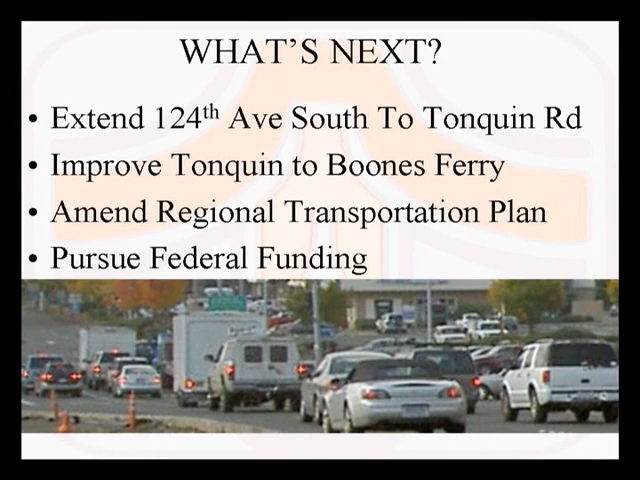 WHAT'S NEXT?
• Extend 124th Ave South To Tonquin Rd
• Improve Tonquin to Boones Ferry
• Amend Regional Transportation Plan
• Pursue Federal Funding